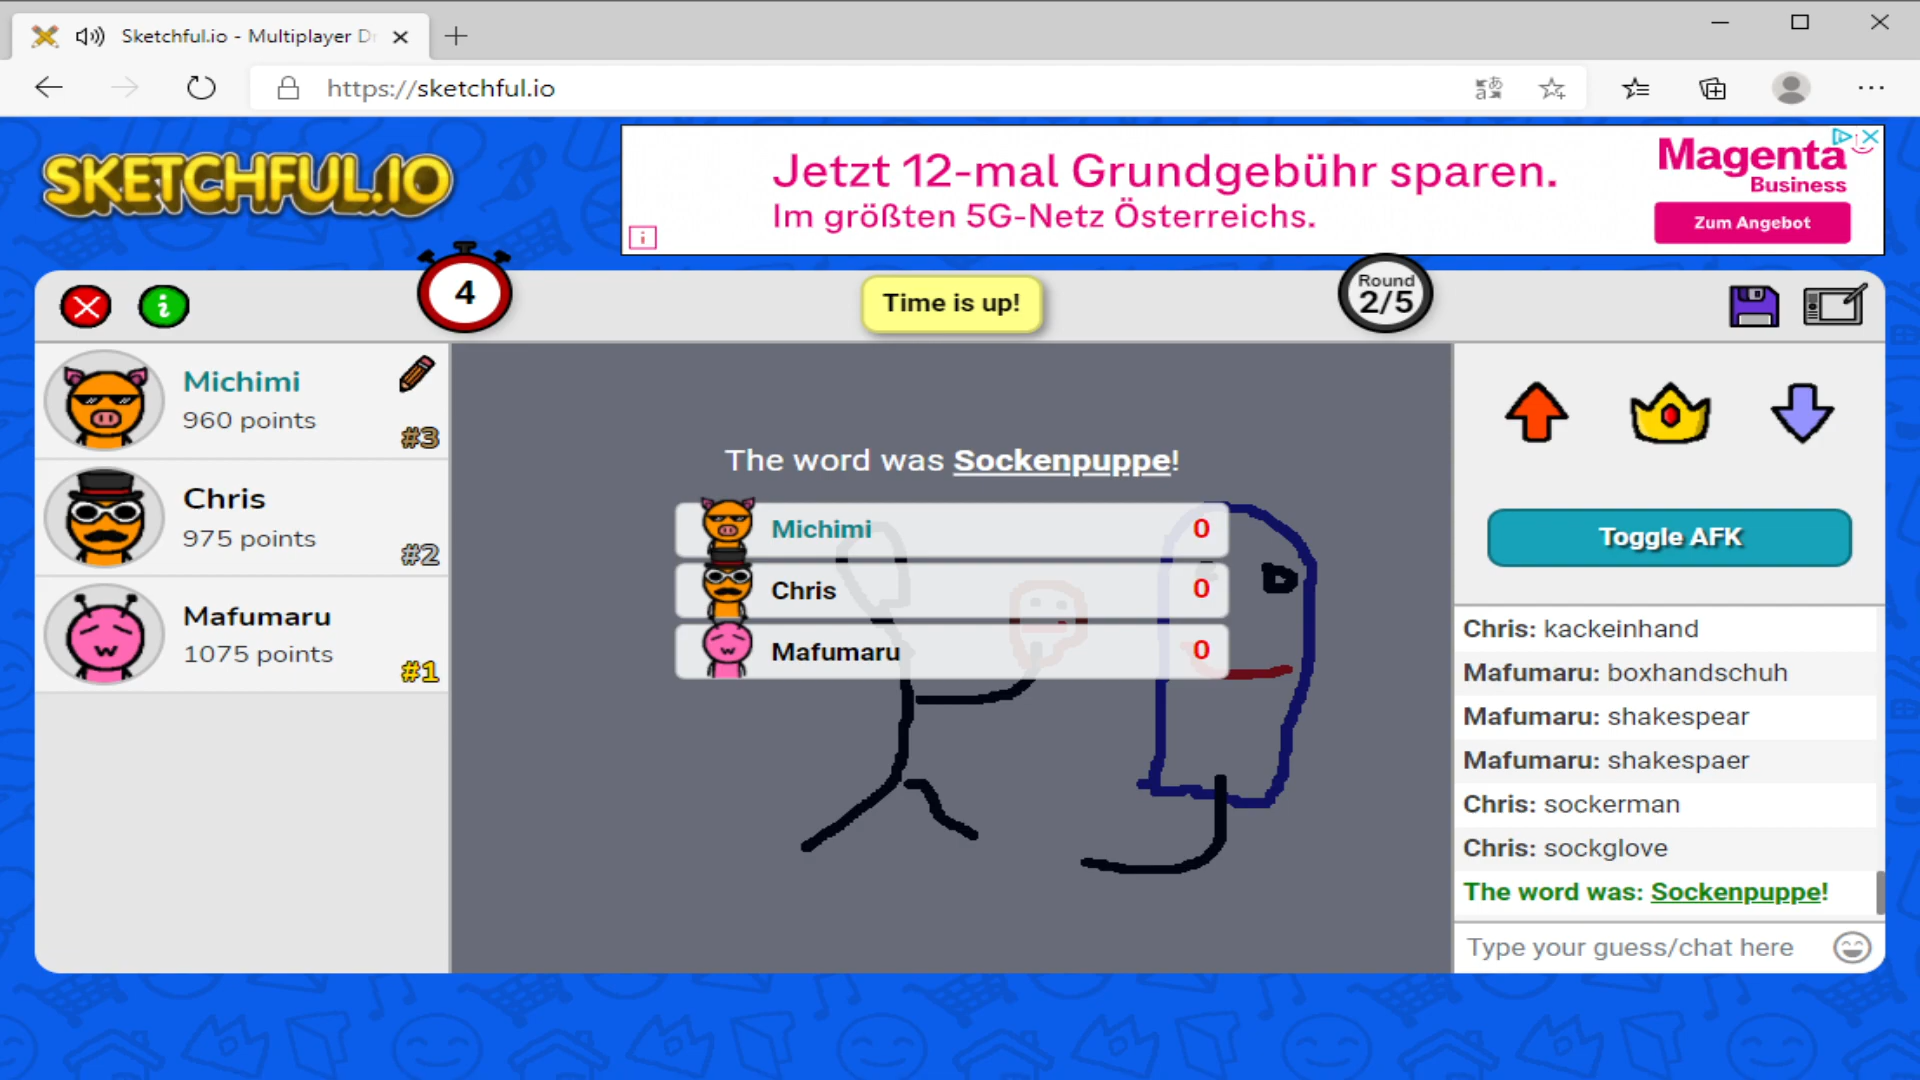 Sketchful.io - Multiplayer D
https://sketchful.io
SKETCHFUL.IO
Jetzt 12-mal Grundgebühr sparen.
Im größten 5G-Netz Österreichs.
Magenta
Business
Zum Angebot
4
Time is up!
Round
2/5
Michimi
960 points
#3
Chris
975 points
#2
Mafumaru
1075 points
#1
The word was Sockenpuppe!
Michimi 0
Chris 0
Mafumaru 0
Toggle AFK
Chris: kackeinhand
Mafumaru: boxhandschuh
Mafumaru: shakespear
Mafumaru: shakespaer
Chris: sockerman
Chris: sockglove
The word was: Sockenpuppe!
Type your guess/chat here